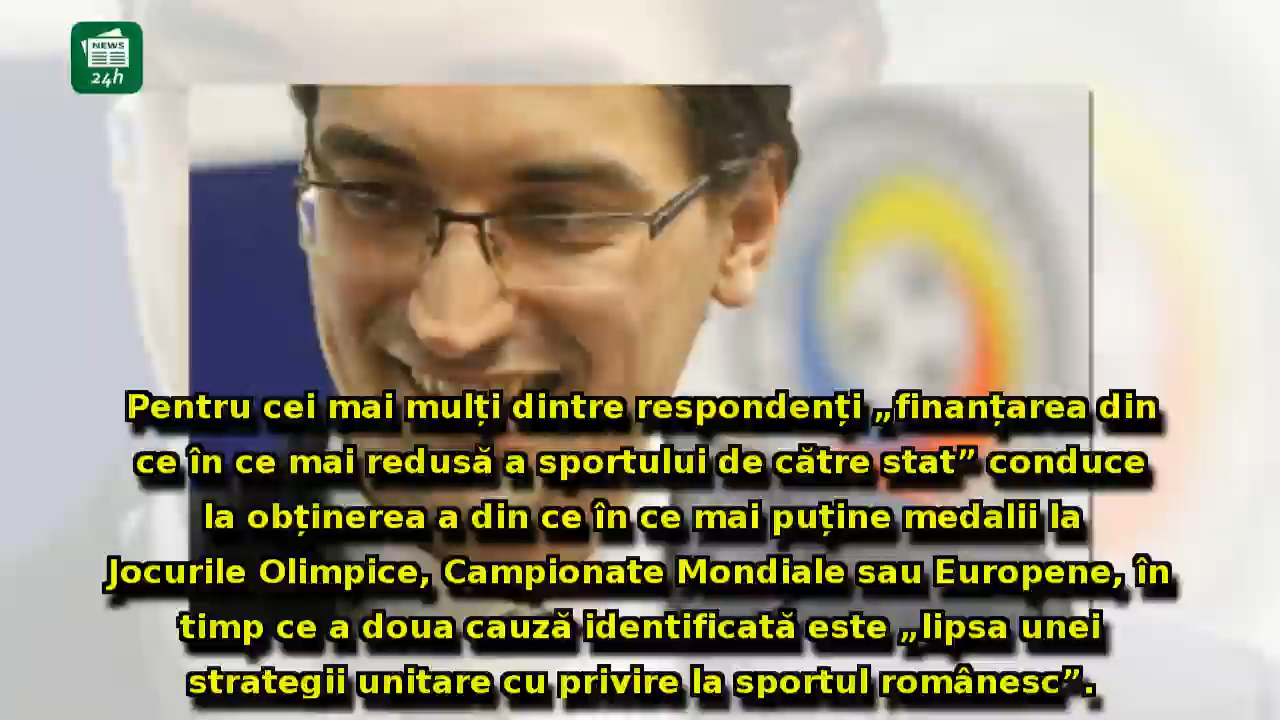 NEWS
24h
Pentru cei mai mulți dintre respondenți „finanțarea din
ce în ce mai redusă a sportului de către stat” conduce
la obținerea a din ce în ce mai puține medalii la
Jocurile Olimpice, Campionate Mondiale sau Europene, în
timp ce a doua cauză identificată este „lipsa unei
strategii unitare cu privire la sportul românesc”.